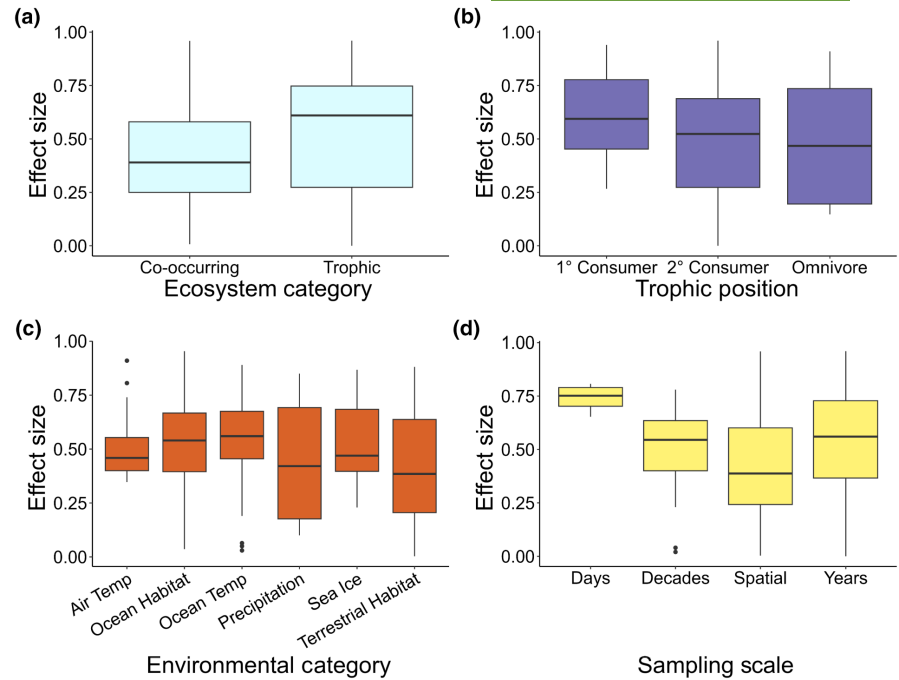 (a)
1.00
0.75
0.50
0.25
0.00
Effect size
Co-occurring Trophic
Ecosystem category
(b)
1.00
0.75
0.50
0.25
0.00
Effect size
1° Consumer 2° Consumer Omnivore
Trophic position
(c)
1.00
0.75
0.50
0.25
0.00
Effect size
Air Temp
Ocean Habitat
Ocean Temp
Precipitation
Sea Ice
Terrestrial Habitat
Environmental category
(d)
1.00
0.75
0.50
0.25
0.00
Effect size
Days Decades Spatial Years
Sampling scale